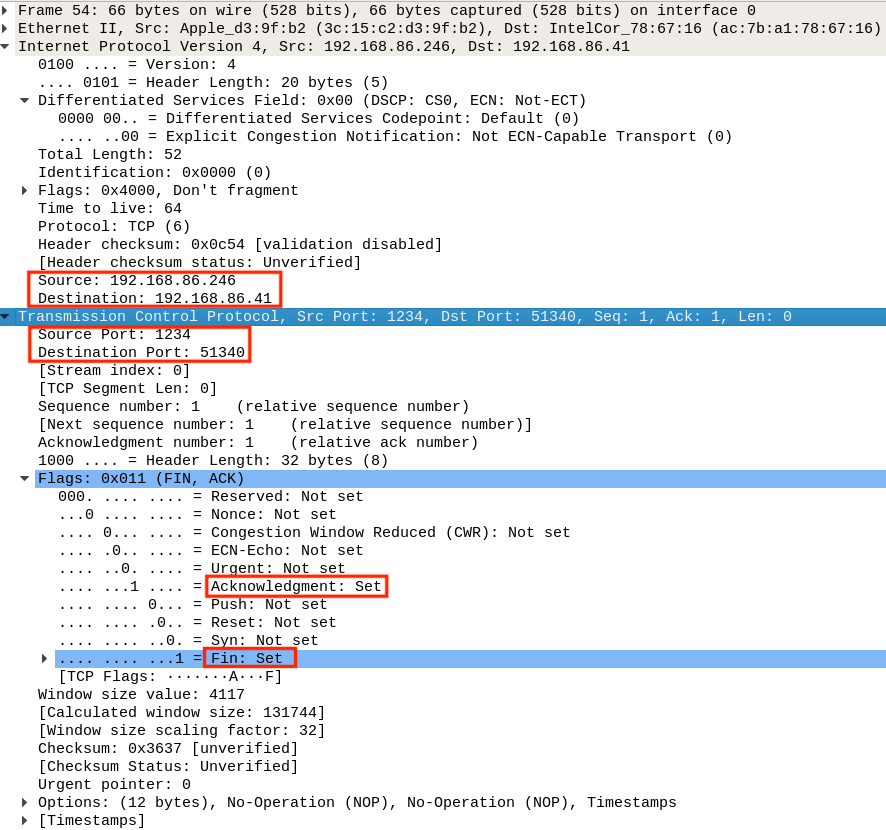 Frame 54: 66 bytes on wire (528 bits), 66 bytes captured (528 bits) on interface 0
Ethernet II, Src: Apple_d3:9f:b2 (3c:15:c2:d3:9f:b2), Dst: IntelCor_78:67:16 (ac:7b:a1:78:67:16)
Internet Protocol Version 4, Src: 192.168.86.246, Dst: 192.168.86.41
0100 .... = Version: 4
.... 0101 = Header Length: 20 bytes (5)
Differentiated Services Field: 0x00 (DSCP: CS0, ECN: Not-ECT)
0000 00.. = Differentiated Services Codepoint: Default (0)
.... ..00 = Explicit Congestion Notification: Not ECN-Capable Transport (0)
Total Length: 52
Identification: 0x0000 (0)
Flags: 0x4000, Don't fragment
Time to live: 64
Protocol: TCP (6)
Header checksum: 0x0c54 [validation disabled]
[Header checksum status: Unverified]
Source: 192.168.86.246
Destination: 192.168.86.41
Transmission Control Protocol, Src Port: 1234, Dst Port: 51340, Seq: 1, Ack: 1, Len: 0
Source Port: 1234
Destination Port: 51340
[Stream index: 0]
[TCP Segment Len: 0]
Sequence number: 1    (relative sequence number)
[Next sequence number: 1    (relative sequence number)]
Acknowledgment number: 1    (relative ack number)
1000 .... = Header Length: 32 bytes (8)
Flags: 0x011 (FIN, ACK)
000. .... .... = Reserved: Not set
...0 .... .... = Nonce: Not set
.... 0... .... = Congestion Window Reduced (CWR): Not set
.... .0.. .... = ECN-Echo: Not set
.... ..0. .... = Urgent: Not set
.... ...1 .... = Acknowledgment: Set
.... .... 0... = Push: Not set
.... .... .0.. = Reset: Not set
.... .... ..0. = Syn: Not set
.... .... ...1 = Fin: Set
[TCP Flags: ·······A···F]
Window size value: 4117
[Calculated window size: 131744]
[Window size scaling factor: 32]
Checksum: 0x3637 [unverified]
[Checksum Status: Unverified]
Urgent pointer: 0
Options: (12 bytes), No-Operation (NOP), No-Operation (NOP), Timestamps
[Timestamps]